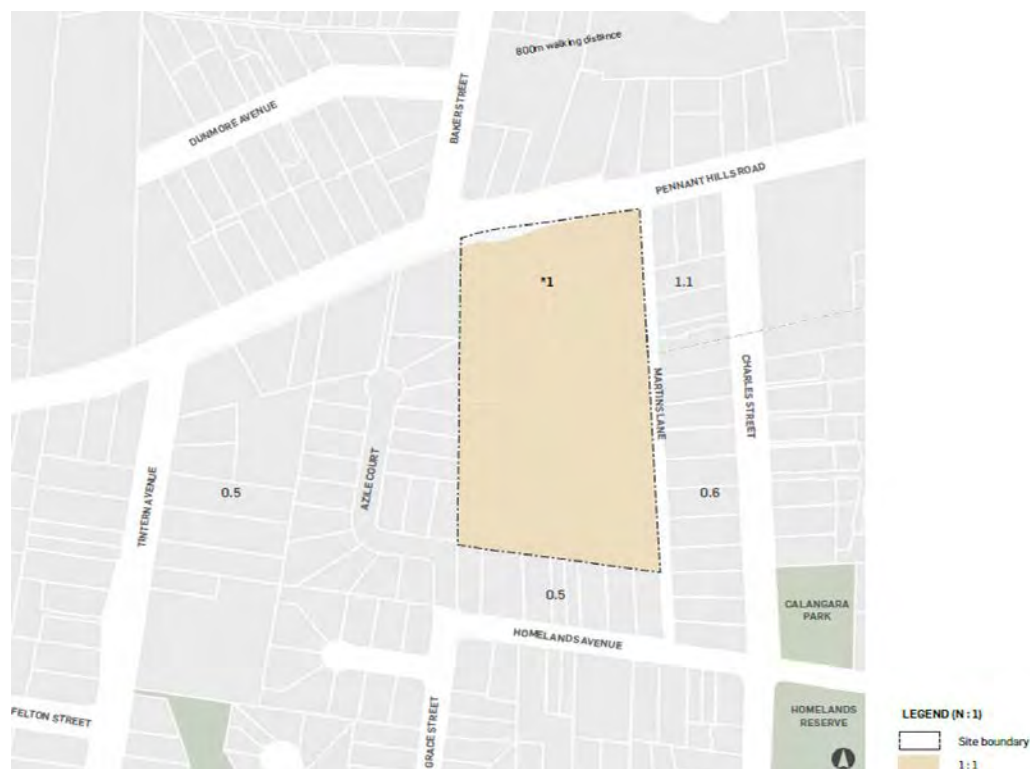 800m walking distance
BAKER STREET
DUNMORE AVENUE
PENNANT HILLS ROAD
*1
1.1
MARTINS LANE
CHARLES STREET
AZILE COURT
TINTERN AVENUE
0.5
0.6
0.5
CALANGARA
PARK
HOMELANDS AVENUE
FELTON STREET
GRACE STREET
HOMELANDS
RESERVE
LEGEND (N : 1)
Site boundary
1 : 1